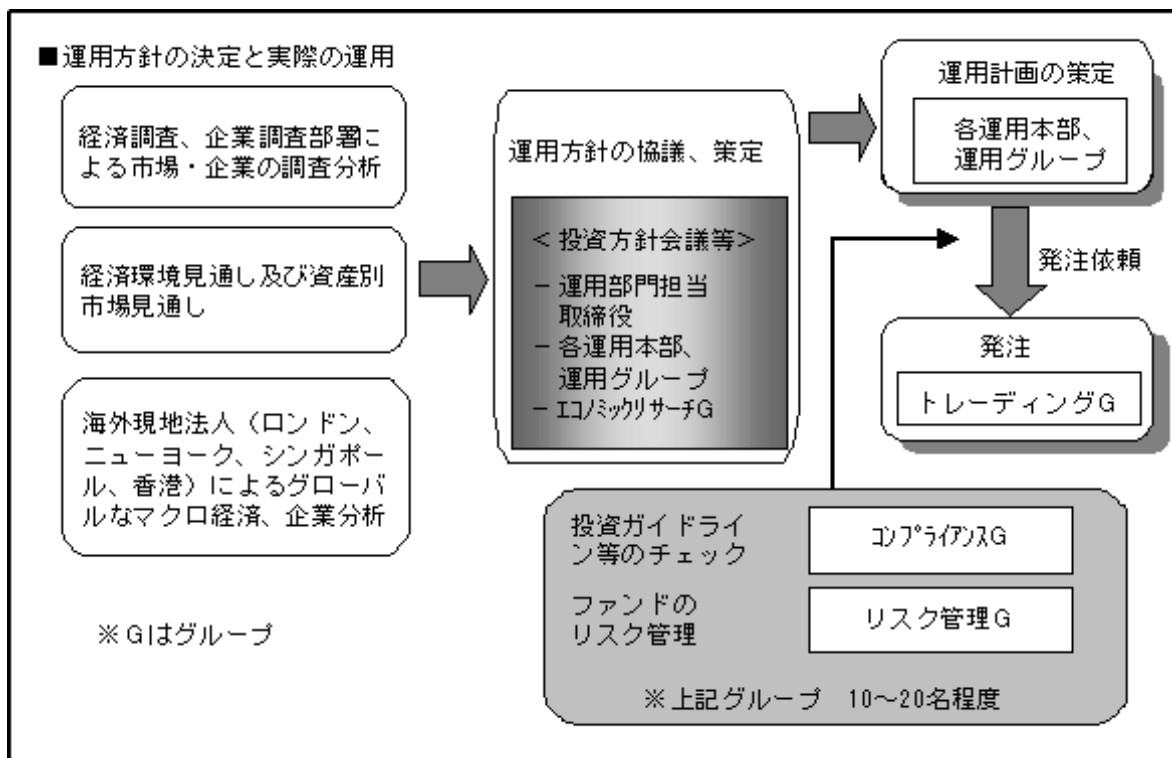 ■運用方針の決定と実際の運用
経済調査、企業調査部署に
よる市場・企業の調査分析
経済環境見通し及び資産別
市場見通し
海外現地法人（ロンドン、
ニューヨーク、シンガポー
ル、香港）によるグローバ
ルなマクロ経済、企業分析
※Gはグループ
運用方針の協議、策定
＜投資方針会議等＞
－運用部門担当
取締役
－各運用本部、
運用グループ
－ｴｺﾉﾐｯｸﾘｻｰﾁG
運用計画の策定
各運用本部、
運用グループ
発注依頼
発注
トレーディングG
投資ガイドライ
ン等のチェック
ｺﾝﾌﾟﾗｲｱﾝｽG
ファンドの
リスク管理
リスク管理G
※上記グループ　10～20名程度